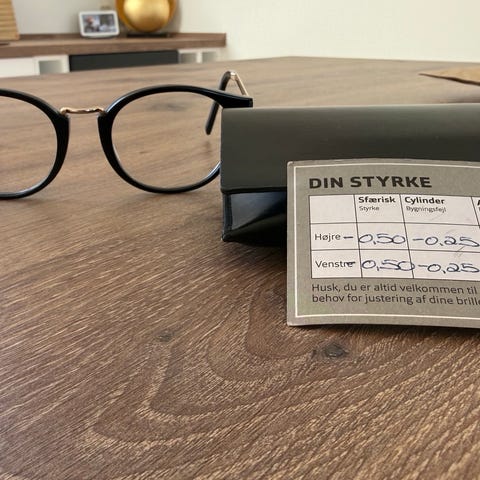 DIN STYRKE
Sfærisk Cylinder
Styrke Bygningsfejl
Højre -0,50 -0,25
Venstre -0,50 -0,25
Husk, du er altid velkommen til
behov for justering af dine brille